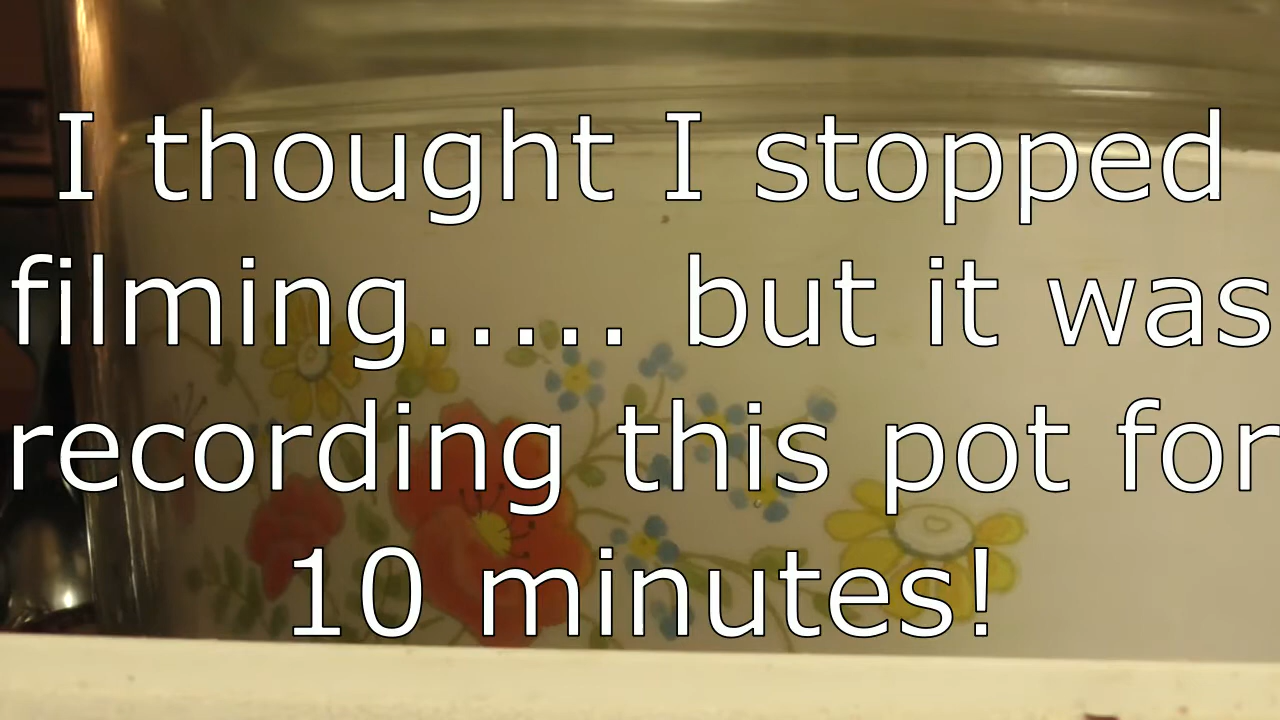 I thought I stopped
filming..... but it was
recording this pot for
10 minutes!